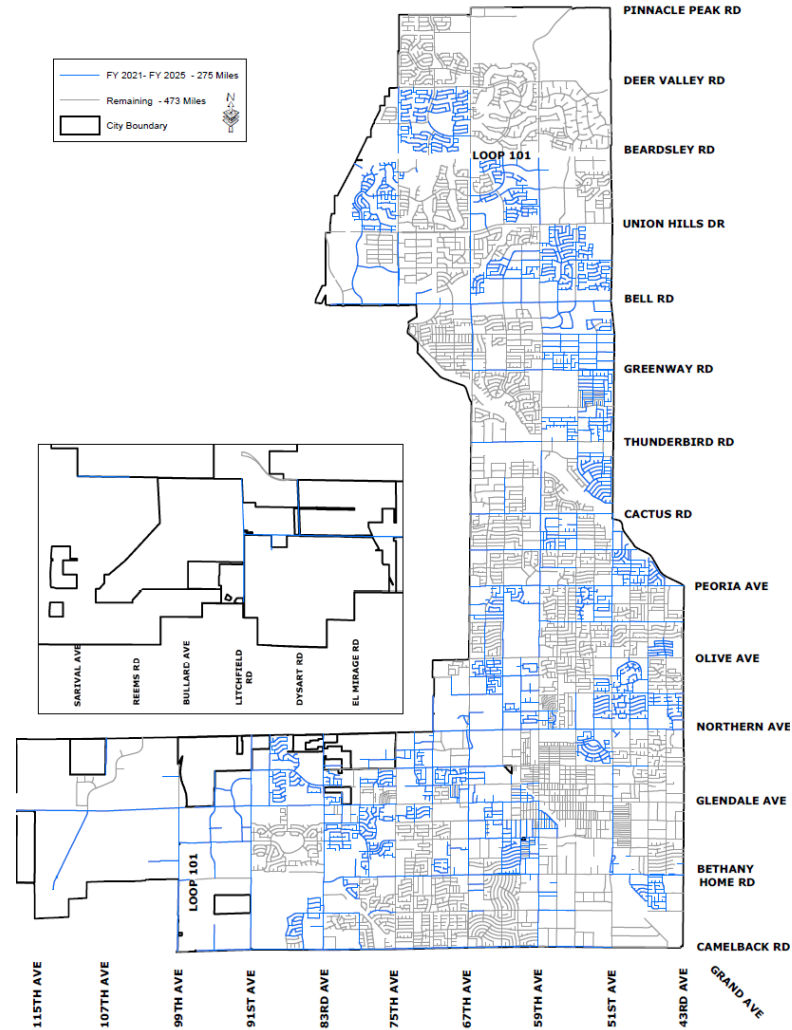 PINNACLE PEAK RD
FY 2021- FY 2025 - 275 Miles
DEER VALLEY RD
Remaining - 473 Miles
N
City Boundary
BEARDSLEY RD
LOOP 101
UNION HILLS DR
BELL RD
GREENWAY RD
THUNDERBIRD RD
CACTUS RD
PEORIA AVE
OLIVE AVE
SARIVAL AVE
REEMS RD
BULLARD AVE
LITCHFIELD
RD
DYSART RD
EL MIRAGE RD
NORTHERN AVE
GLENDALE AVE
LOOP 101
BETHANY
HOME RD
CAMELBACK RD
115TH AVE
107TH AVE
99TH AVE
91ST AVE
83RD AVE
75TH AVE
67TH AVE
59TH AVE
51ST AVE
43RD AVE
GRAND AVE